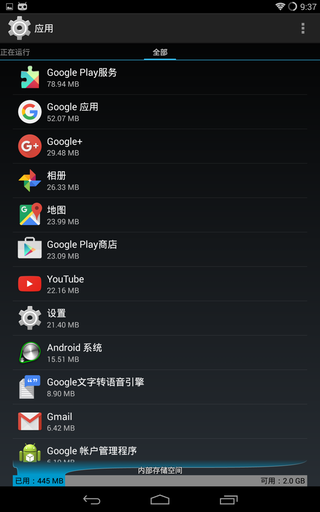 9:37
应用
正在运行
全部
Google Play服务
78.94 MB
Google 应用
52.07 MB
Google+
29.48 MB
相册
26.33 MB
地图
23.99 MB
Google Play商店
23.09 MB
YouTube
22.16 MB
设置
21.40 MB
Android 系统
15.51 MB
Google文字转语音引擎
8.90 MB
Gmail
6.42 MB
Google 帐户管理程序
内部存储空间
已用：445 MB
可用：2.0 GB